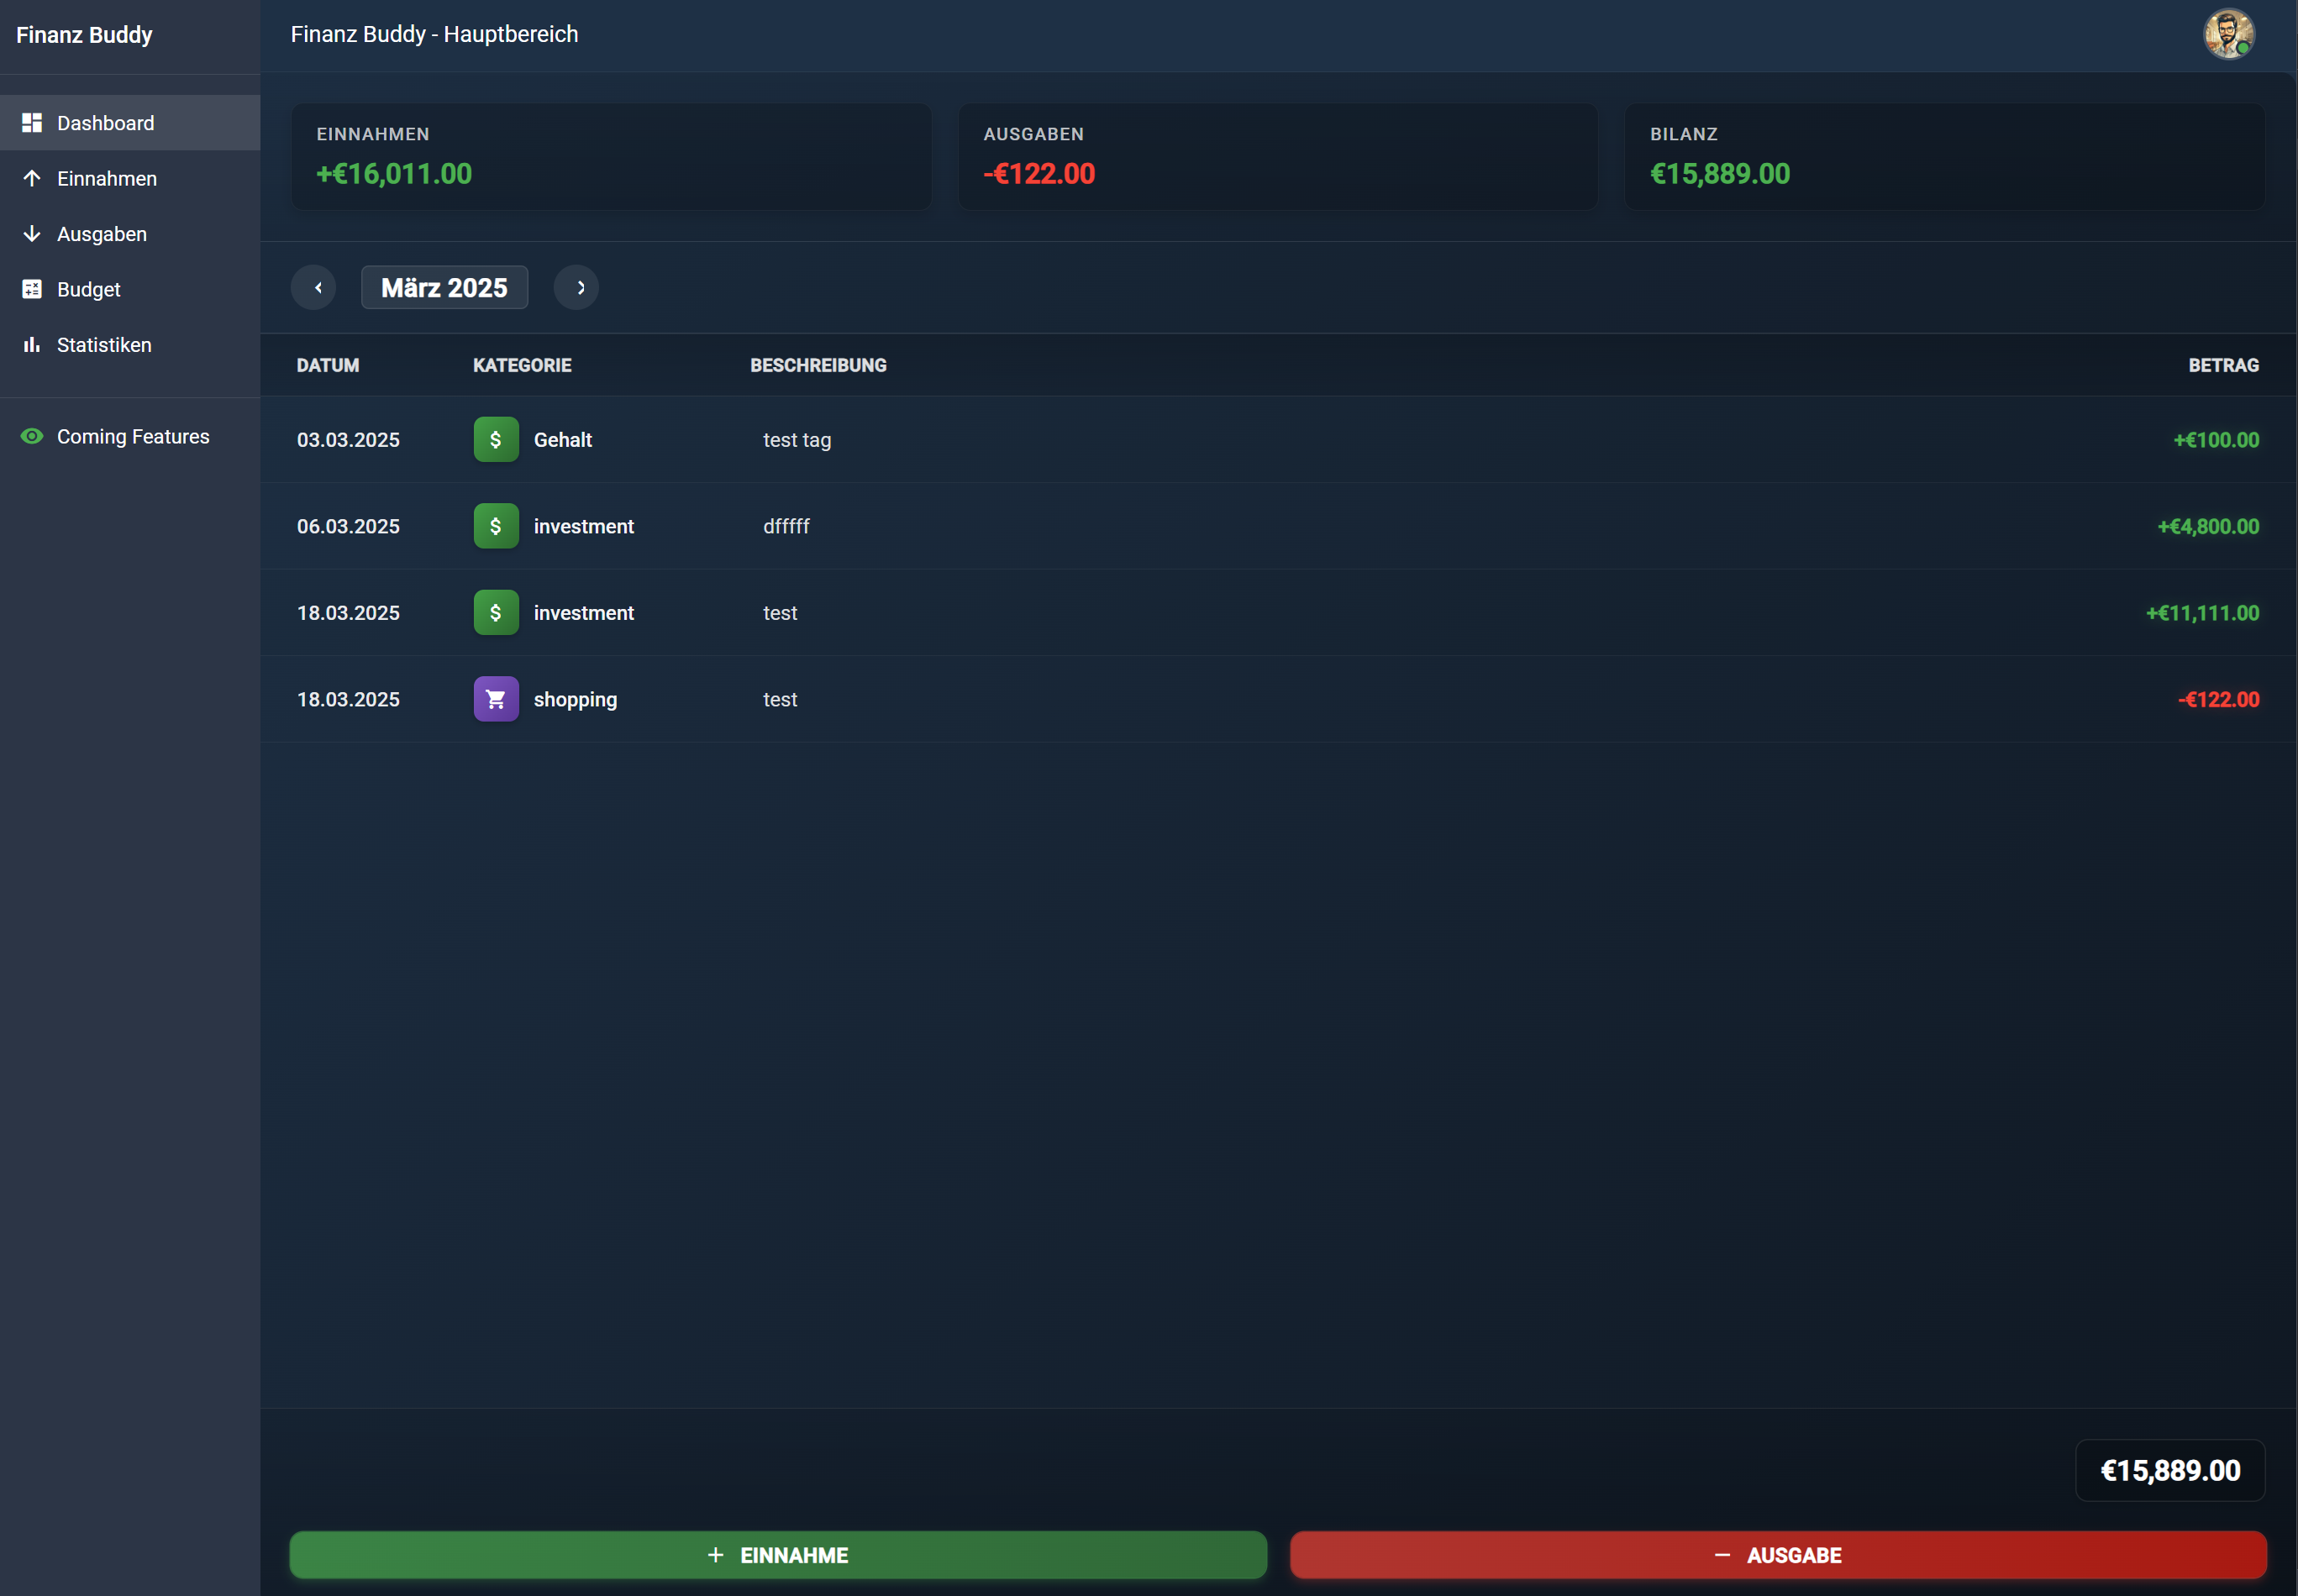 Finanz Buddy
Finanz Buddy - Hauptbereich
Dashboard
Einnahmen
Ausgaben
Budget
Statistiken
Coming Features
EINNAHMEN
+€16,011.00
AUSGABEN
-€122.00
BILANZ
€15,889.00
März 2025
DATUM KATEGORIE BESCHREIBUNG BETRAG
03.03.2025 Gehalt test tag +€100.00
06.03.2025 investment dfffff +€4,800.00
18.03.2025 investment test +€11,111.00
18.03.2025 shopping test -€122.00
€15,889.00
+ EINNAHME
− AUSGABE